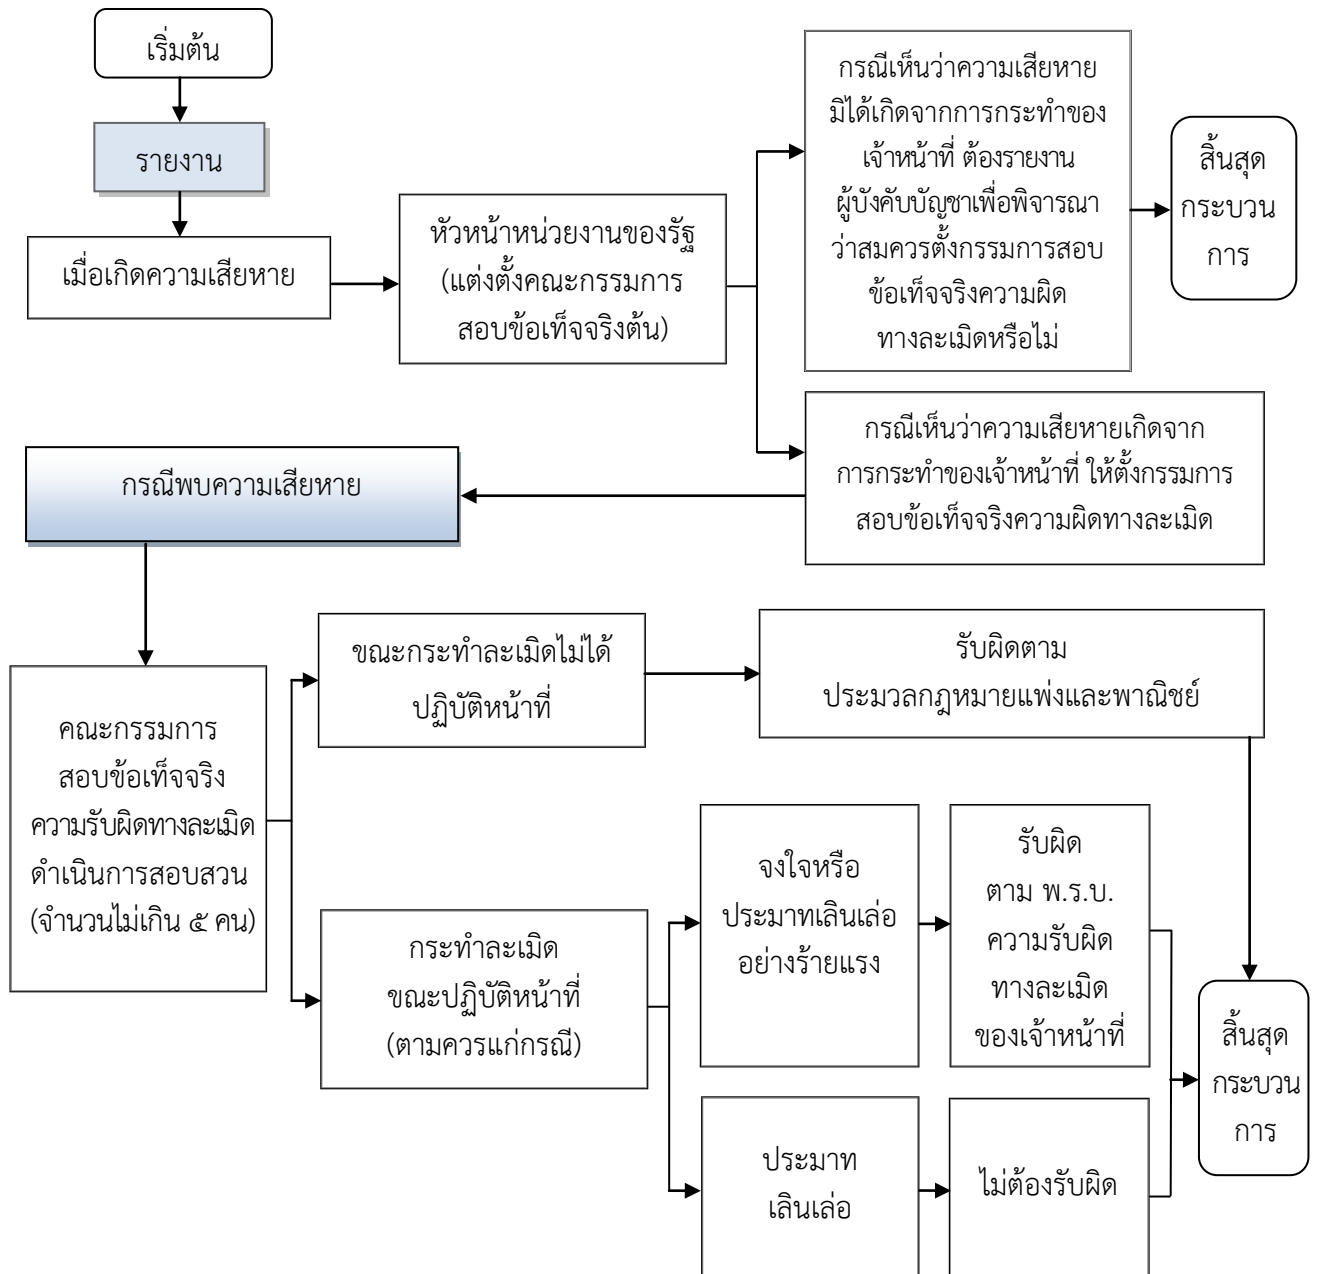 เริ่มต้น
รายงาน
เมื่อเกิดความเสียหาย
หัวหน้าหน่วยงานของรัฐ
(แต่งตั้งคณะกรรมการ
สอบข้อเท็จจริงต้น)
กรณีเห็นว่าความเสียหาย
มิได้เกิดจากการกระทำของ
เจ้าหน้าที่ ต้องรายงาน
ผู้บังคับบัญชาเพื่อพิจารณา
ว่าสมควรตั้งกรรมการสอบ
ข้อเท็จจริงความผิด
ทางละเมิดหรือไม่
สิ้นสุด
กระบวน
การ
กรณีเห็นว่าความเสียหายเกิดจาก
การกระทำของเจ้าหน้าที่ ให้ตั้งกรรมการ
สอบข้อเท็จจริงความผิดทางละเมิด
กรณีพบความเสียหาย
คณะกรรมการ
สอบข้อเท็จจริง
ความรับผิดทางละเมิด
ดำเนินการสอบสวน
(จำนวนไม่เกิน ๕ คน)
ขณะกระทำละเมิดไม่ได้
ปฏิบัติหน้าที่
รับผิดตาม
ประมวลกฎหมายแพ่งและพาณิชย์
กระทำละเมิด
ขณะปฏิบัติหน้าที่
(ตามควรแก่กรณี)
จงใจหรือ
ประมาทเลินเล่อ
อย่างร้ายแรง
รับผิด
ตาม พ.ร.บ.
ความรับผิด
ทางละเมิด
ของเจ้าหน้าที่
ประมาท
เลินเล่อ
ไม่ต้องรับผิด
สิ้นสุด
กระบวน
การ